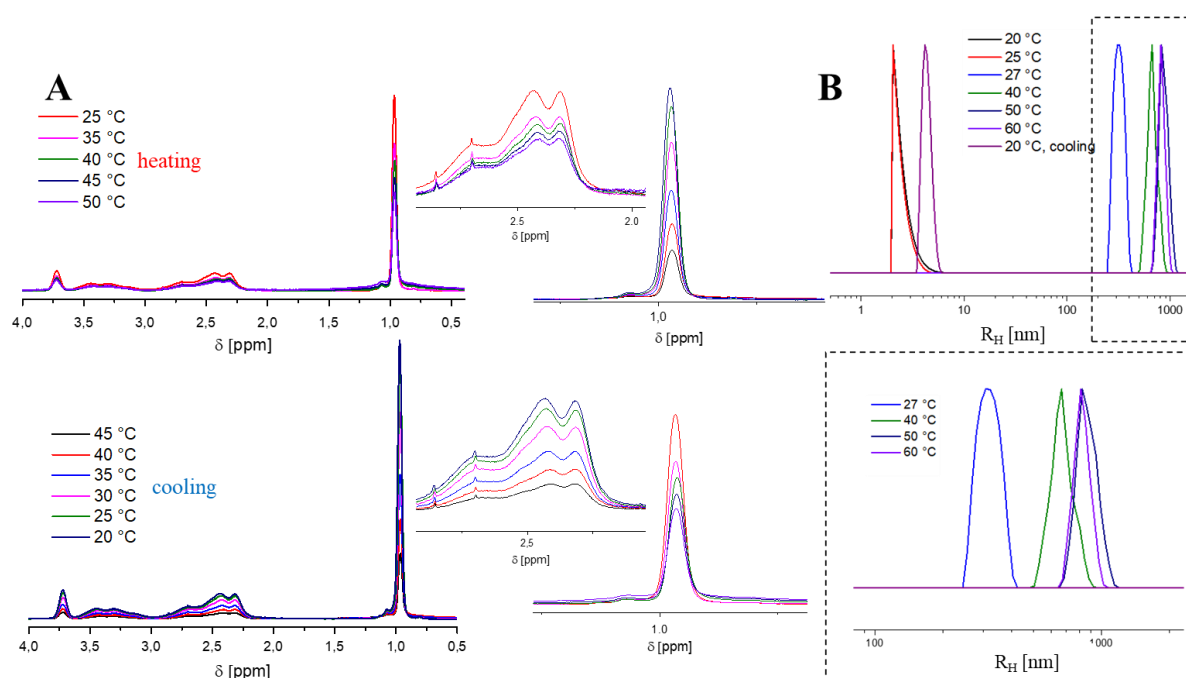 A
25 °C
35 °C
40 °C
45 °C
50 °C
heating
2.5
2.0
δ [ppm]
4,0
3,5
3,0
2,5
2,0
1,5
1,0
0,5
δ [ppm]
1,0
δ [ppm]
45 °C
40 °C
35 °C
30 °C
25 °C
20 °C
cooling
2,5
δ [ppm]
4,0
3,5
3,0
2,5
2,0
1,5
1,0
0,5
δ [ppm]
1.0
δ [ppm]
B
20 °C
25 °C
27 °C
40 °C
50 °C
60 °C
20 °C, cooling
1
10
100
1000
R_H [nm]
27 °C
40 °C
50 °C
60 °C
100
1000
R_H [nm]